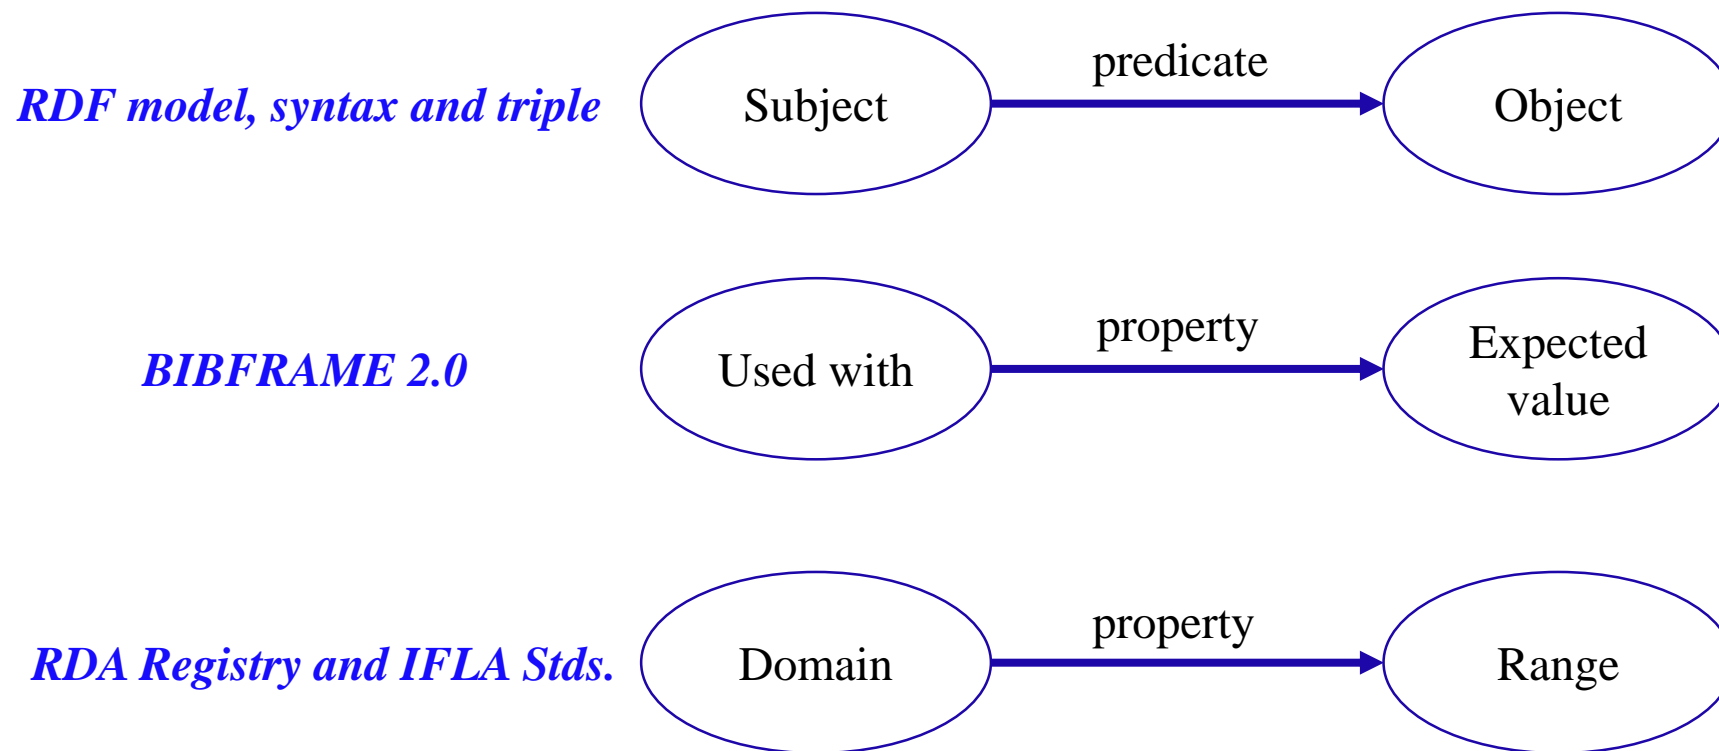 RDF model, syntax and triple
Subject
predicate
Object
BIBFRAME 2.0
Used with
property
Expected
value
RDA Registry and IFLA Stds.
Domain
property
Range